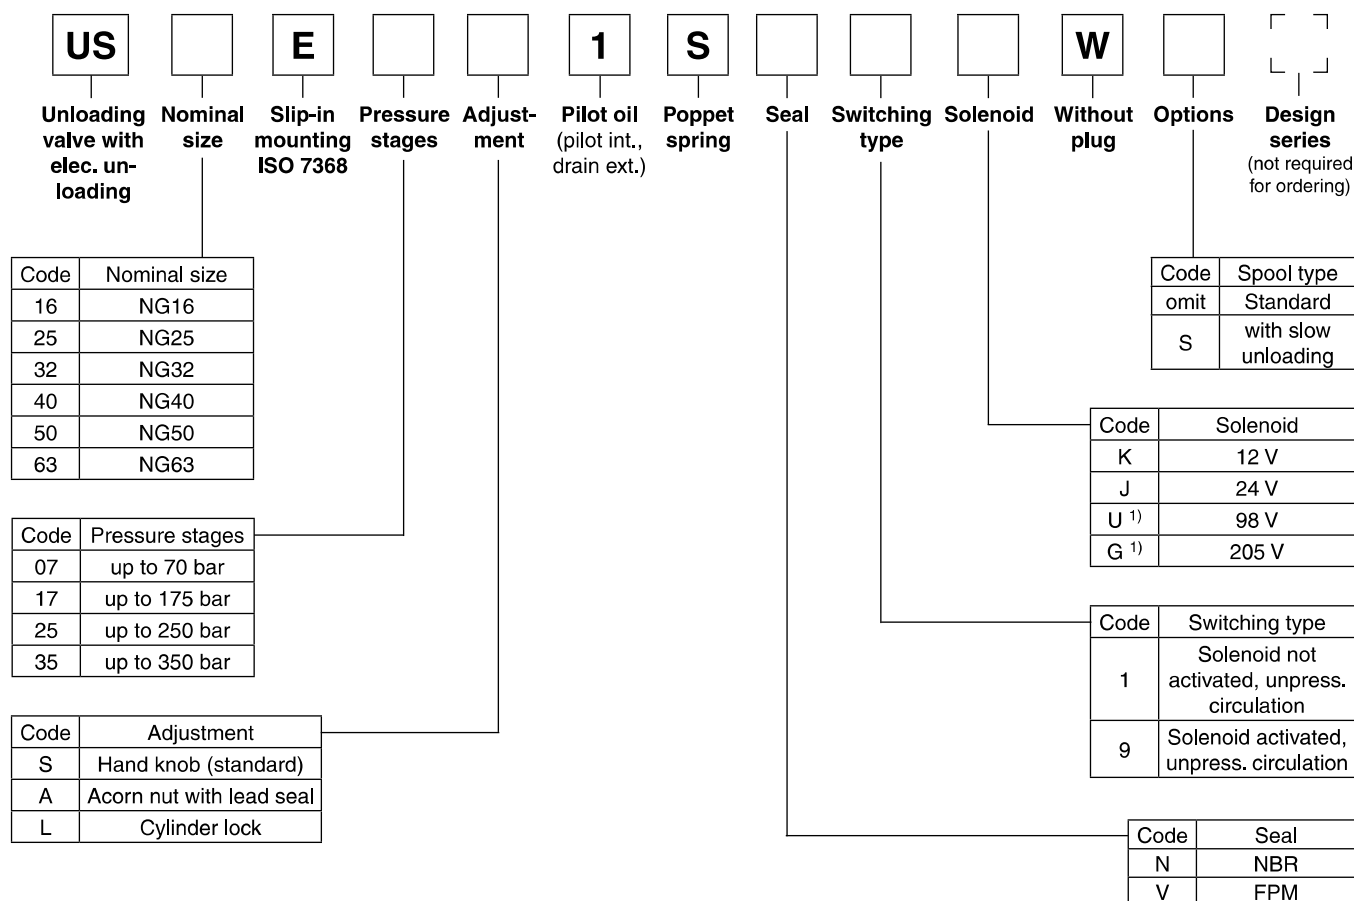 US E 1 S W
Unloading
valve with
elec. un-
loading
Nominal
size
Slip-in
mounting
ISO 7368
Pressure
stages
Adjust-
ment
Pilot oil
(pilot int.,
drain ext.)
Poppet
spring
Seal
Switching
type
Solenoid
Without
plug
Options
Design
series
(not required
for ordering)
Code Nominal size
16 NG16
25 NG25
32 NG32
40 NG40
50 NG50
63 NG63
Code Pressure stages
07 up to 70 bar
17 up to 175 bar
25 up to 250 bar
35 up to 350 bar
Code Adjustment
S Hand knob (standard)
A Acorn nut with lead seal
L Cylinder lock
Code Spool type
omit Standard
S with slow
unloading
Code Solenoid
K 12 V
J 24 V
U 1) 98 V
G 1) 205 V
Code Switching type
1 Solenoid not
activated, unpress.
circulation
9 Solenoid activated,
unpress. circulation
Code Seal
N NBR
V FPM